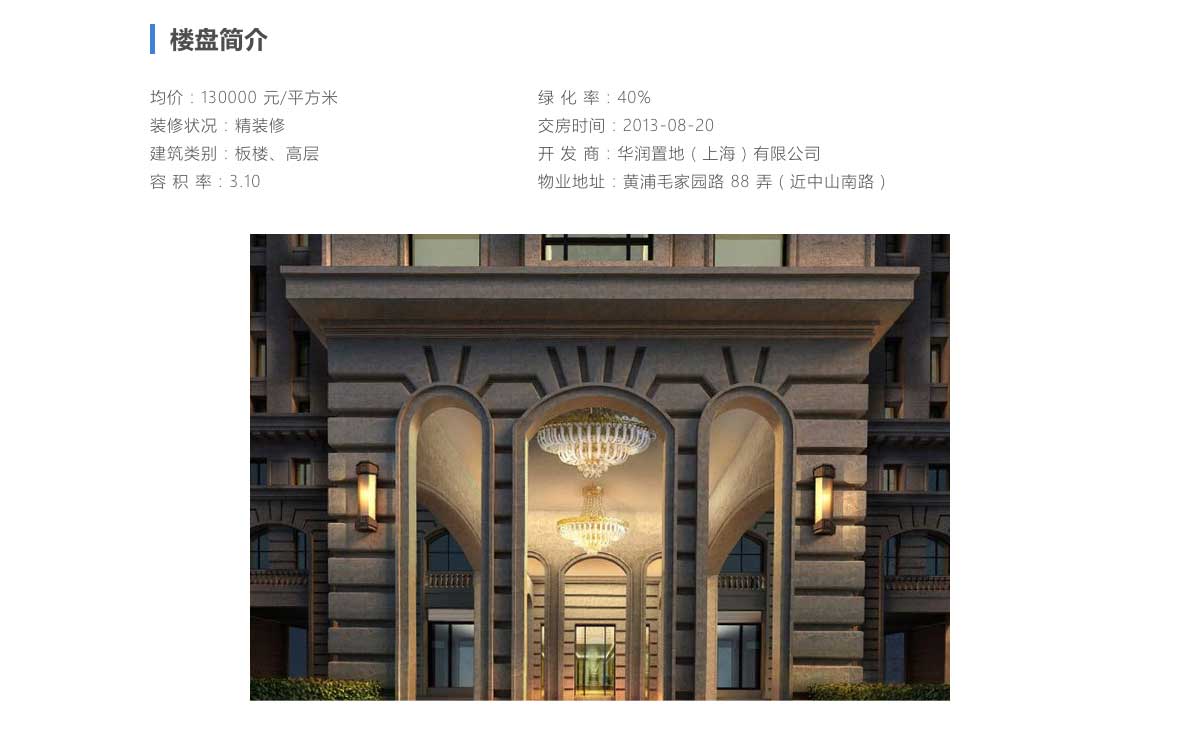 楼盘简介
均价：130000 元/平方米
装修状况：精装修
建筑类别：板楼、高层
容 积 率：3.10
绿 化 率：40%
交房时间：2013-08-20
开 发 商：华润置地（上海）有限公司
物业地址：黄浦毛家园路 88 弄（近中山南路）